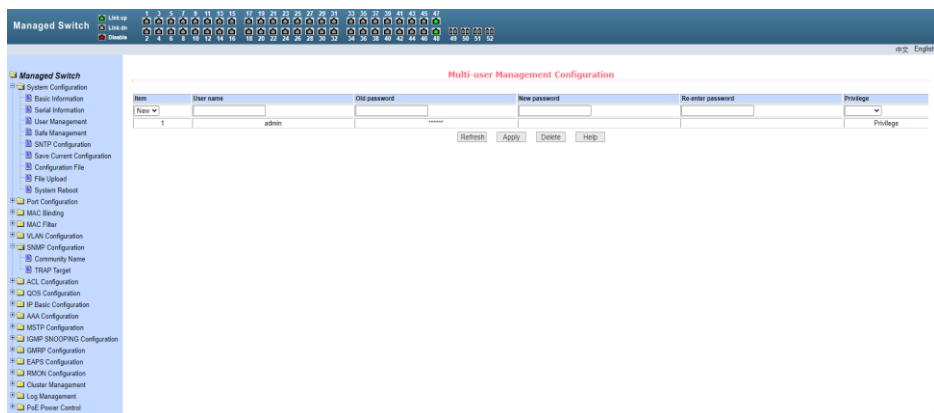 Managed Switch
Link up
Link dn
Disable
1 3 5 7 9 11 13 15 17 19 21 23 25 27 29 31 33 35 37 39 41 43 45 47
2 4 6 8 10 12 14 16 18 20 22 24 26 28 30 32 34 36 38 40 42 44 46 48 49 50 51 52
中文 English
Managed Switch
System Configuration
Basic Information
Serial Information
User Management
Safe Management
SNTP Configuration
Save Current Configuration
Configuration File
File Upload
System Reboot
Port Configuration
MAC Binding
MAC Filter
VLAN Configuration
SNMP Configuration
Community Name
TRAP Target
ACL Configuration
QOS Configuration
IP Basic Configuration
AAA Configuration
MSTP Configuration
IGMP SNOOPING Configuration
GMRP Configuration
EAPS Configuration
RMON Configuration
Cluster Management
Log Management
PoE Power Control
Multi-user Management Configuration
Item User name Old password New password Re-enter password Privilege
New
1 admin ****** Privilege
Refresh Apply Delete Help